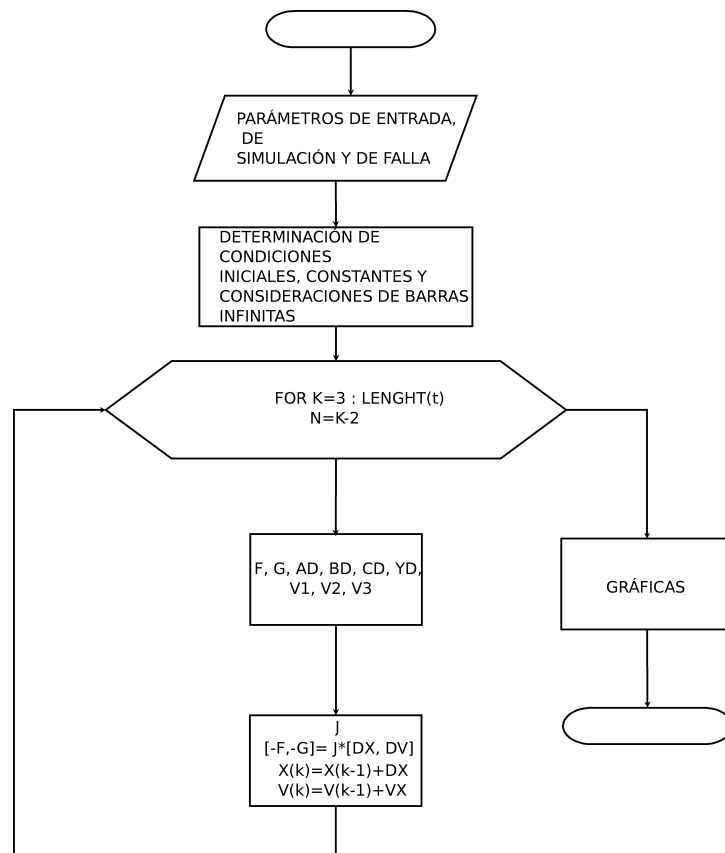 PARÁMETROS DE ENTRADA,
DE
SIMULACIÓN Y DE FALLA
DETERMINACIÓN DE
CONDICIONES
INICIALES, CONSTANTES Y
CONSIDERACIONES DE BARRAS
INFINITAS
FOR K=3 : LENGHT(t)
N=K-2
F, G, AD, BD, CD, YD,
V1, V2, V3
GRÁFICAS
J
[-F,-G]= J*[DX, DV]
X(k)=X(k-1)+DX
V(k)=V(k-1)+VX